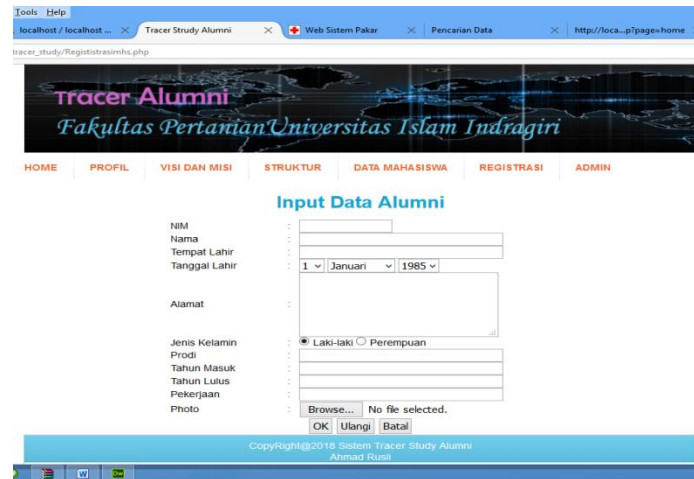 Tools Help
localhost / localhost ... × Tracer Strudy Alumni × Web Sistem Pakar × Pencarian Data × http://loca...p?page=home
tracer_study/Regististrasimhs.php
Tracer Alumni
Fakultas Pertanian Universitas Islam Indragiri
HOME PROFIL VISI DAN MISI STRUKTUR DATA MAHASISWA REGISTRASI ADMIN
Input Data Alumni
NIM :
Nama :
Tempat Lahir :
Tanggal Lahir : 1 Januari 1985
Alamat :
Jenis Kelamin : Laki-laki Perempuan
Prodi :
Tahun Masuk :
Tahun Lulus :
Pekerjaan :
Photo : Browse... No file selected.
OK Ulangi Batal
CopyRight@2018 Sistem Tracer Study Alumni
Ahmad Rusli
W
Dw